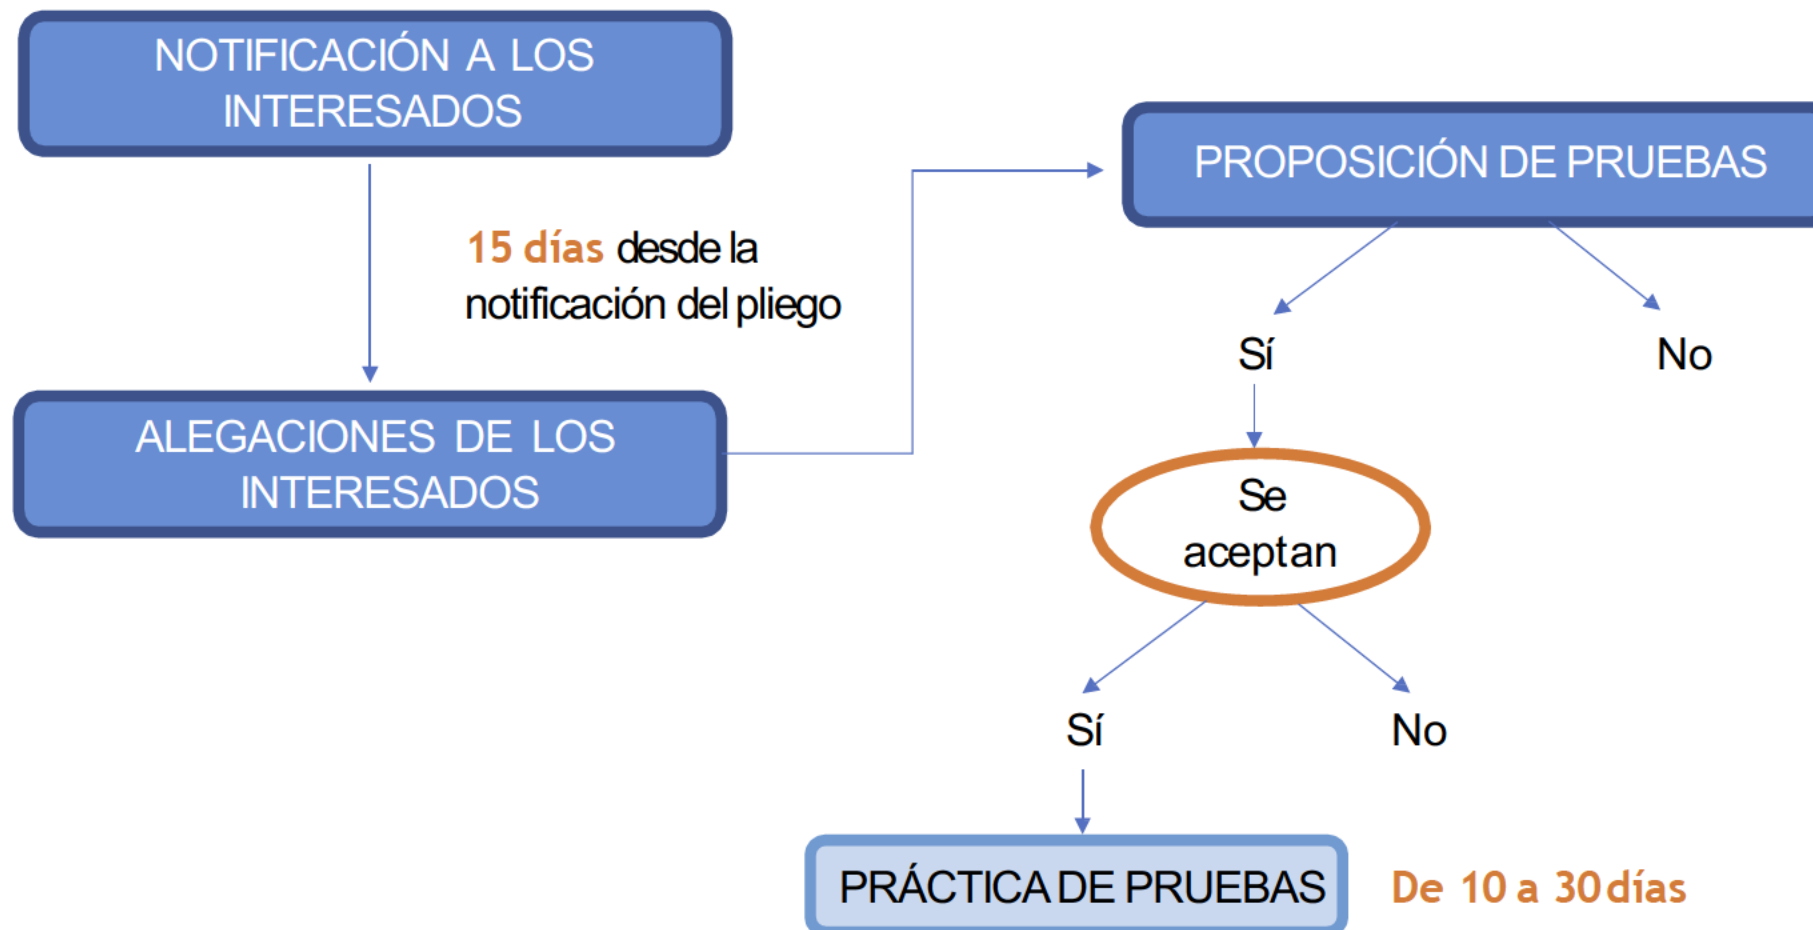 NOTIFICACIÓN A LOS
INTERESADOS
15 días desde la
notificación del pliego
ALEGACIONES DE LOS
INTERESADOS
PROPOSICIÓN DE PRUEBAS
Sí
No
Se
aceptan
Sí
No
PRÁCTICA DE PRUEBAS
De 10 a 30 días